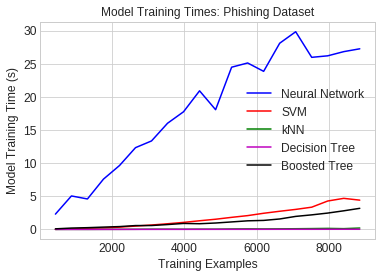 Model Training Times: Phishing Dataset
Model Training Time (s)
30
25
20
15
10
5
0
Neural Network
SVM
kNN
Decision Tree
Boosted Tree
2000
4000
6000
8000
Training Examples